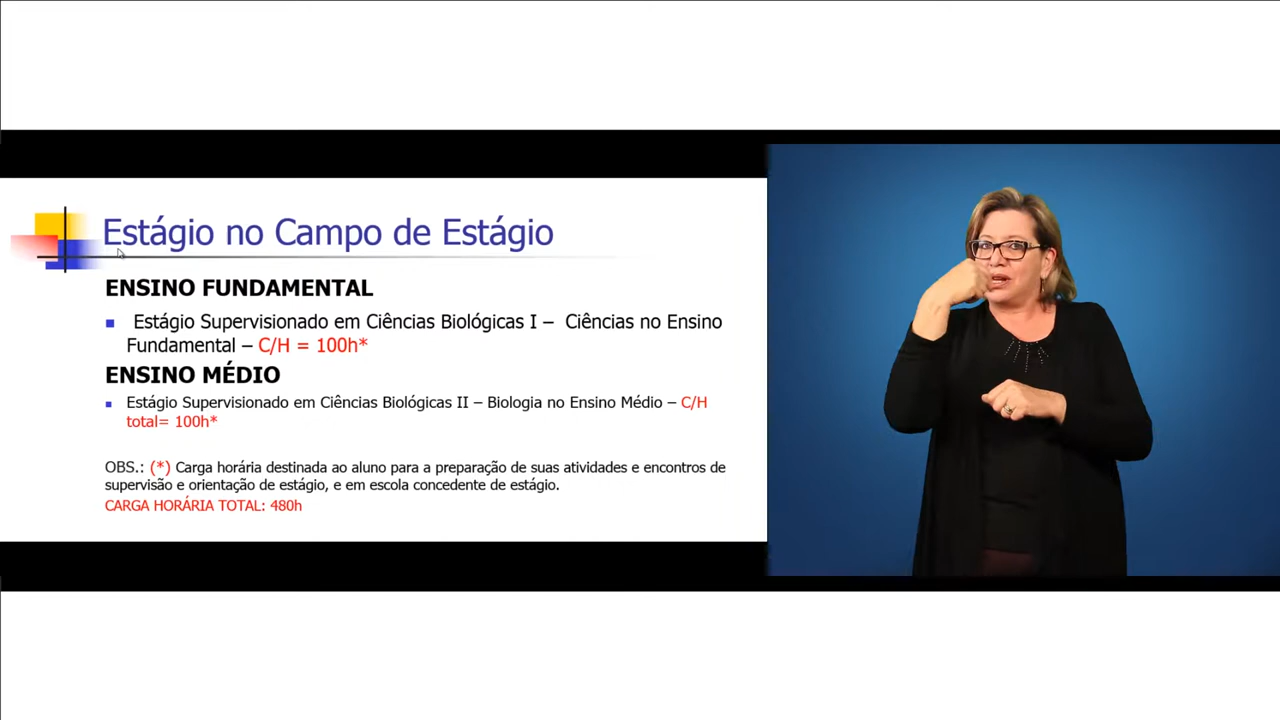 Estágio no Campo de Estágio
ENSINO FUNDAMENTAL
Estágio Supervisionado em Ciências Biológicas I – Ciências no Ensino
Fundamental – C/H = 100h*
ENSINO MÉDIO
Estágio Supervisionado em Ciências Biológicas II – Biologia no Ensino Médio – C/H
total= 100h*
OBS.: (*) Carga horária destinada ao aluno para a preparação de suas atividades e encontros de
supervisão e orientação de estágio, e em escola concedente de estágio.
CARGA HORÁRIA TOTAL: 480h